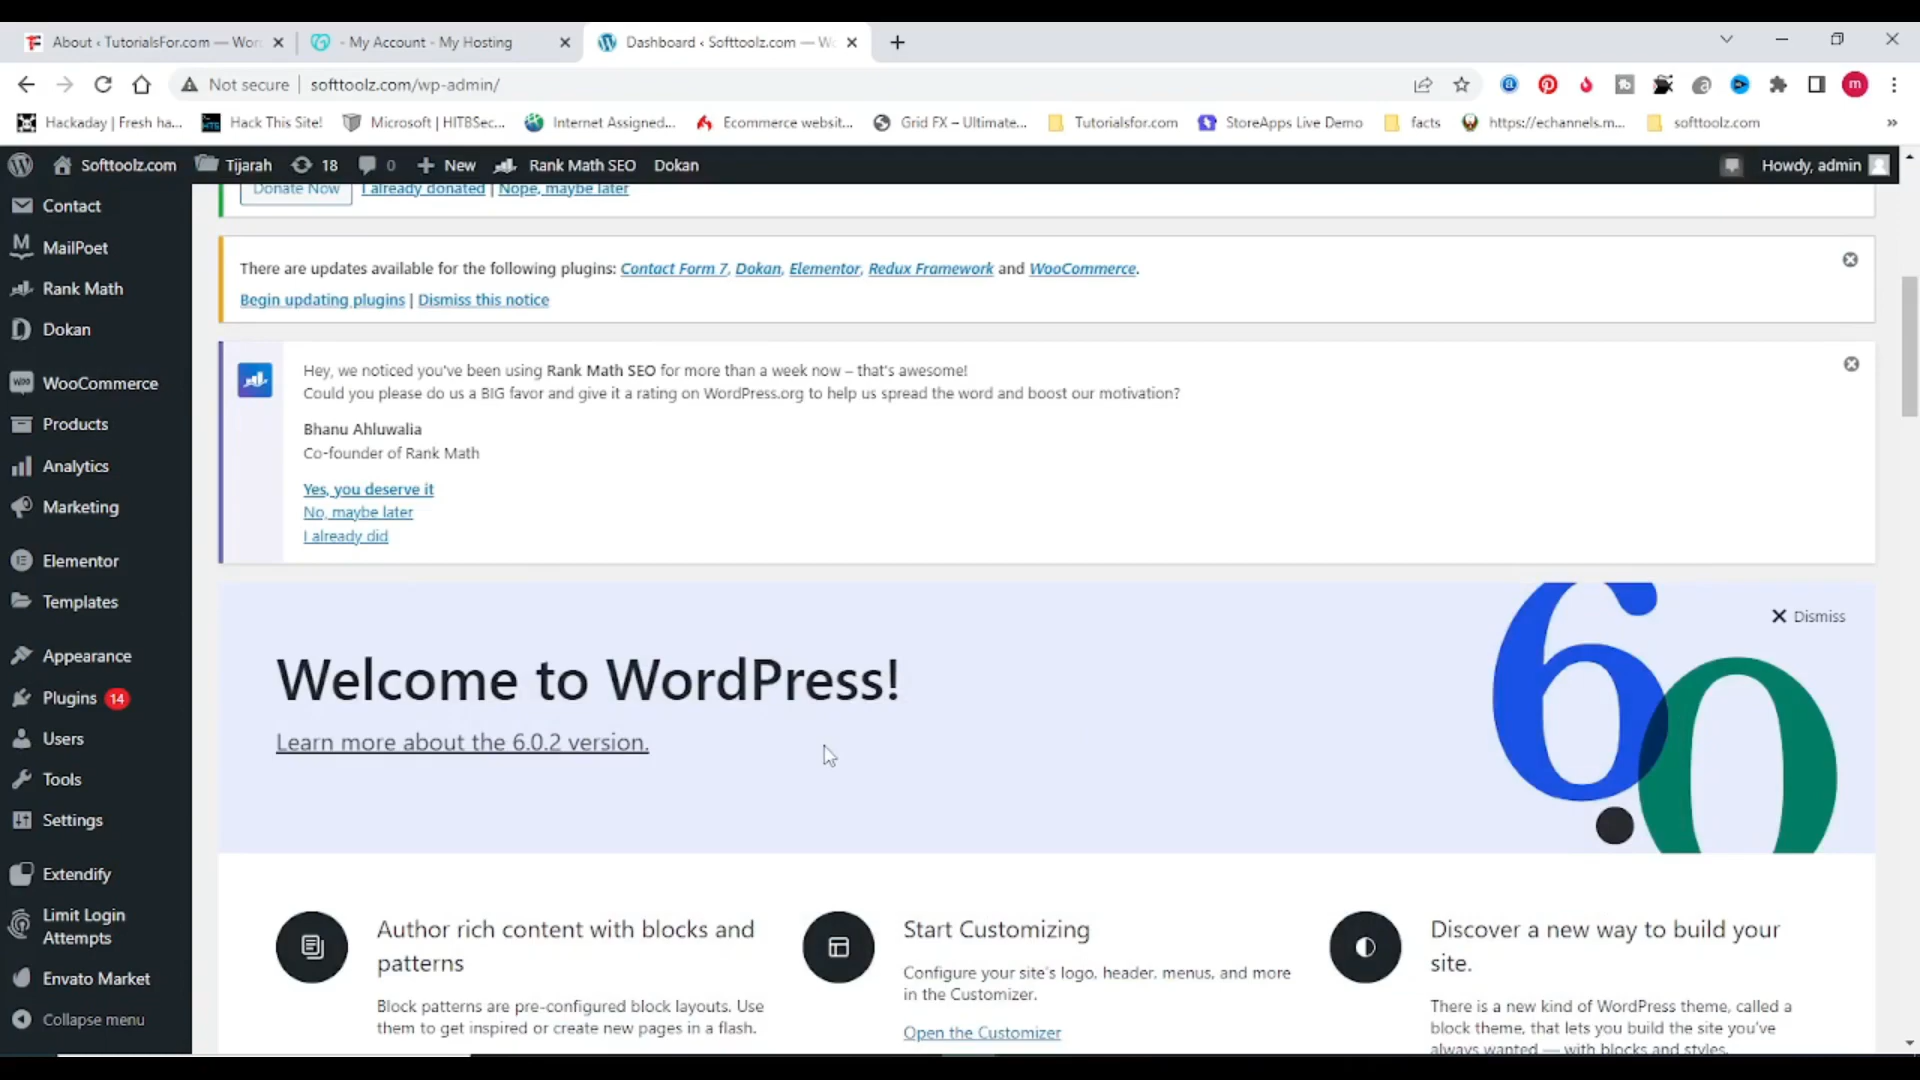 About ‹ TutorialsFor.com — Wor
- My Account - My Hosting
Dashboard ‹ Softtoolz.com — Wo
Not secure | softtoolz.com/wp-admin/
Hackaday | Fresh ha...
Hack This Site!
Microsoft | HITBSec...
Internet Assigned...
Ecommerce websit...
Grid FX – Ultimate...
Tutorialsfor.com
StoreApps Live Demo
facts
https://echannels.m...
softtoolz.com
»
Softtoolz.com
Tijarah
18
0
New
Rank Math SEO
Dokan
Howdy, admin
Contact
MailPoet
Rank Math
Dokan
WooCommerce
Products
Analytics
Marketing
Elementor
Templates
Appearance
Plugins 14
Users
Tools
Settings
Extendify
Limit Login
Attempts
Envato Market
Collapse menu
Donate Now I already donated | Nope, maybe later
There are updates available for the following plugins: Contact Form 7, Dokan, Elementor, Redux Framework and WooCommerce.
Begin updating plugins | Dismiss this notice
Hey, we noticed you've been using Rank Math SEO for more than a week now – that's awesome!
Could you please do us a BIG favor and give it a rating on WordPress.org to help us spread the word and boost our motivation?
Bhanu Ahluwalia
Co-founder of Rank Math
Yes, you deserve it
No, maybe later
I already did
Dismiss
Welcome to WordPress!
Learn more about the 6.0.2 version.
6.0
Author rich content with blocks and
patterns
Block patterns are pre-configured block layouts. Use
them to get inspired or create new pages in a flash.
Start Customizing
Configure your site's logo, header, menus, and more
in the Customizer.
Open the Customizer
Discover a new way to build your
site.
There is a new kind of WordPress theme, called a
block theme, that lets you build the site you've
always wanted — with blocks and styles.